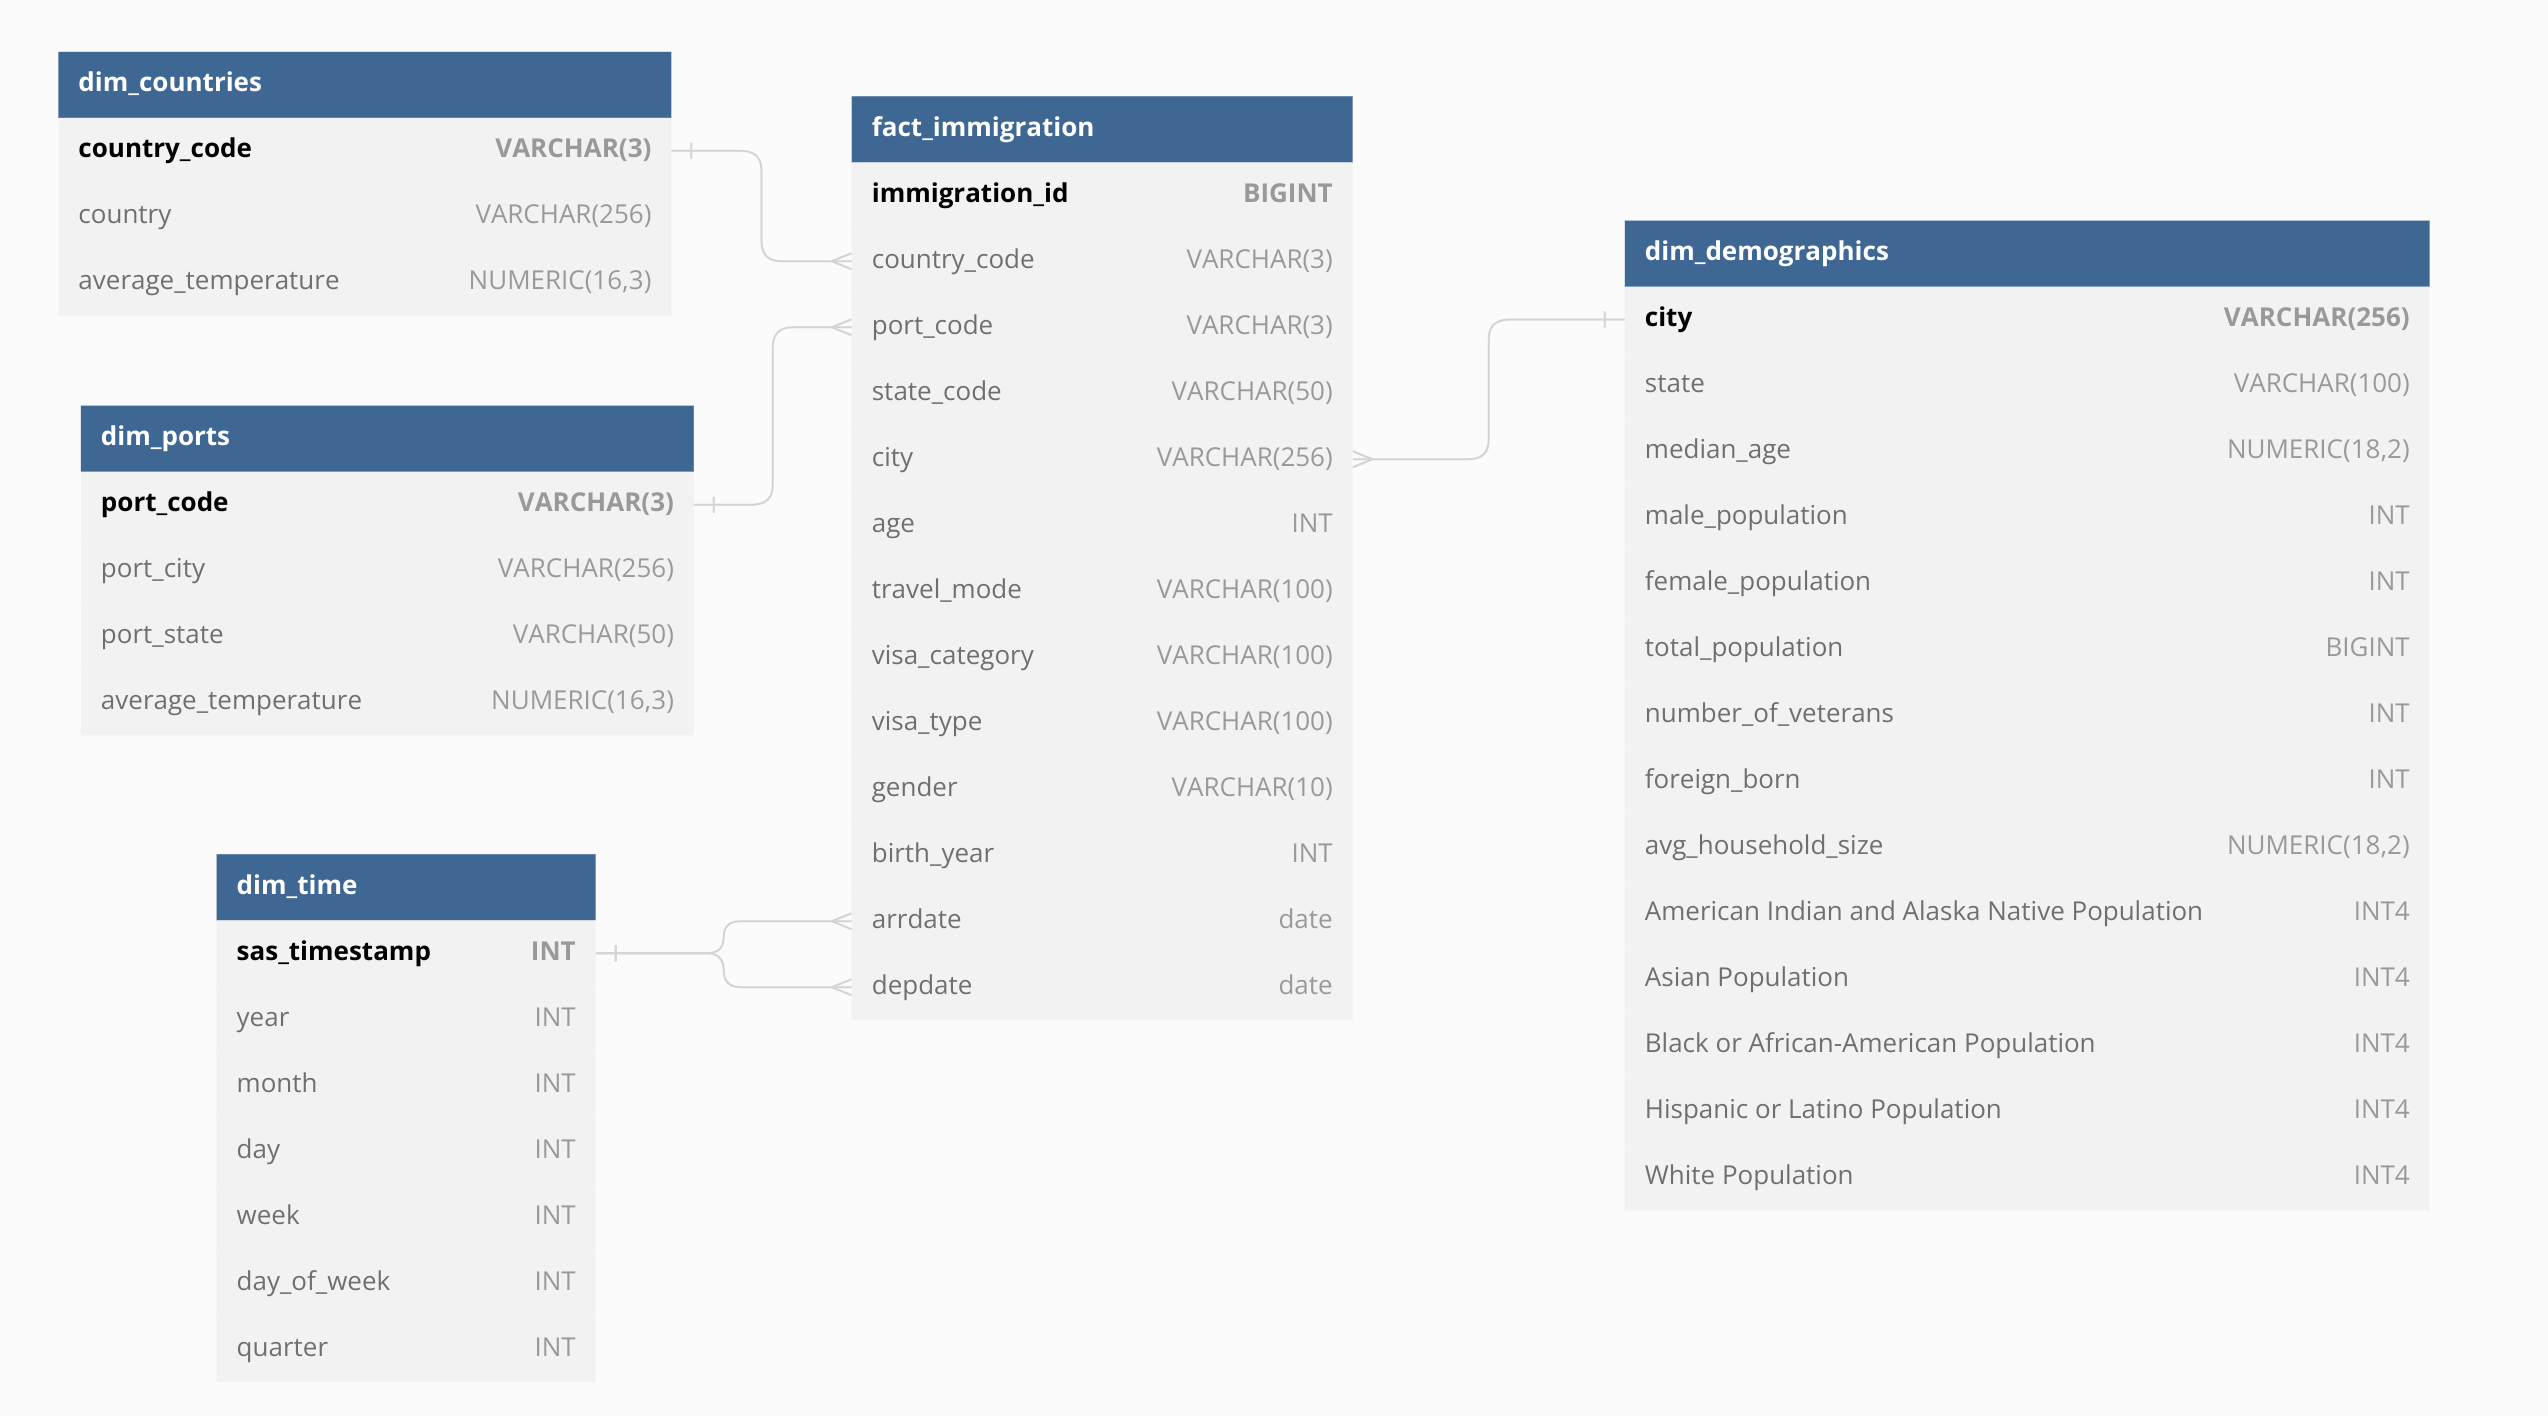 dim_countries
country_code VARCHAR(3)
country VARCHAR(256)
average_temperature NUMERIC(16,3)
dim_ports
port_code VARCHAR(3)
port_city VARCHAR(256)
port_state VARCHAR(50)
average_temperature NUMERIC(16,3)
dim_time
sas_timestamp INT
year INT
month INT
day INT
week INT
day_of_week INT
quarter INT
fact_immigration
immigration_id BIGINT
country_code VARCHAR(3)
port_code VARCHAR(3)
state_code VARCHAR(50)
city VARCHAR(256)
age INT
travel_mode VARCHAR(100)
visa_category VARCHAR(100)
visa_type VARCHAR(100)
gender VARCHAR(10)
birth_year INT
arrdate date
depdate date
dim_demographics
city VARCHAR(256)
state VARCHAR(100)
median_age NUMERIC(18,2)
male_population INT
female_population INT
total_population BIGINT
number_of_veterans INT
foreign_born INT
avg_household_size NUMERIC(18,2)
American Indian and Alaska Native Population INT4
Asian Population INT4
Black or African-American Population INT4
Hispanic or Latino Population INT4
White Population INT4